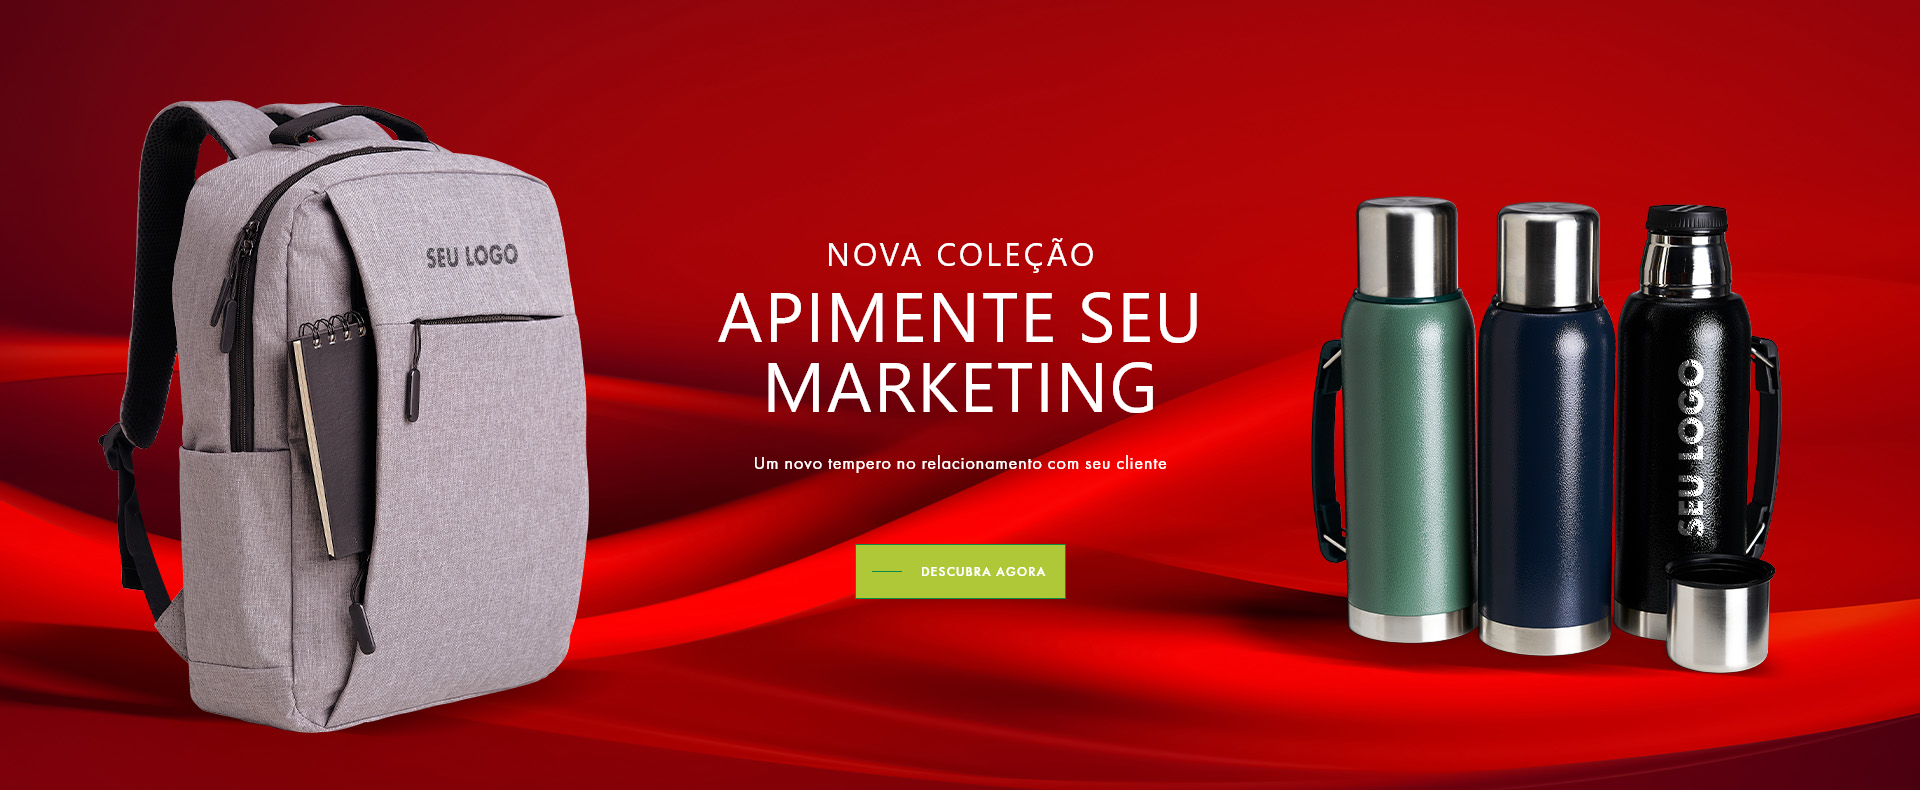 SEU LOGO
NOVA COLEÇÃO
APIMENTE SEU
MARKETING
Um novo tempero no relacionamento com seu cliente
DESCUBRA AGORA
SEU LOGO